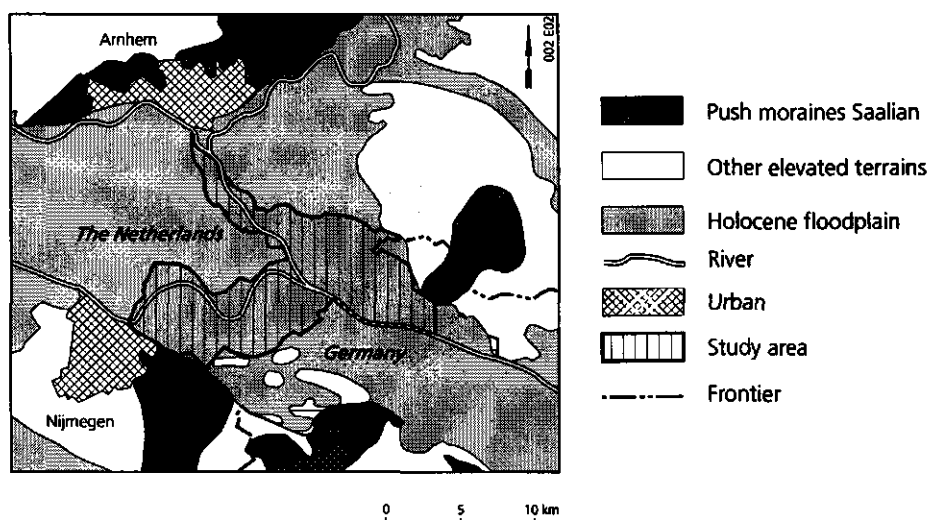 Arnhem
002 E02
The Netherlands
Germany
Nijmegen
Push moraines Saalian
Other elevated terrains
Holocene floodplain
River
Urban
Study area
Frontier
0 5 10 km